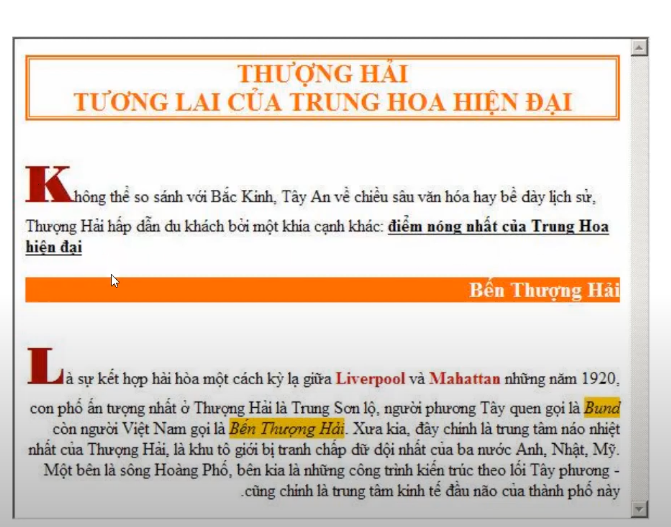 THƯỢNG HẢI
TƯƠNG LAI CỦA TRUNG HOA HIỆN ĐẠI
Không thể so sánh với Bắc Kinh, Tây An về chiều sâu văn hóa hay bề dày lịch sử,
Thượng Hải hấp dẫn du khách bởi một khía cạnh khác: điểm nóng nhất của Trung Hoa
hiện đại
Bến Thượng Hải
Là sự kết hợp hài hòa một cách kỳ lạ giữa Liverpool và Mahattan những năm 1920,
con phố ấn tượng nhất ở Thượng Hải là Trung Sơn lộ, người phương Tây quen gọi là Bund
còn người Việt Nam gọi là Bến Thượng Hải. Xưa kia, đây chính là trung tâm náo nhiệt
nhất của Thượng Hải, là khu tô giới bị tranh chấp dữ dội nhất của ba nước Anh, Nhật, Mỹ.
Một bên là sông Hoàng Phố, bên kia là những công trình kiến trúc theo lối Tây phương -
.cũng chính là trung tâm kinh tế đầu não của thành phố này